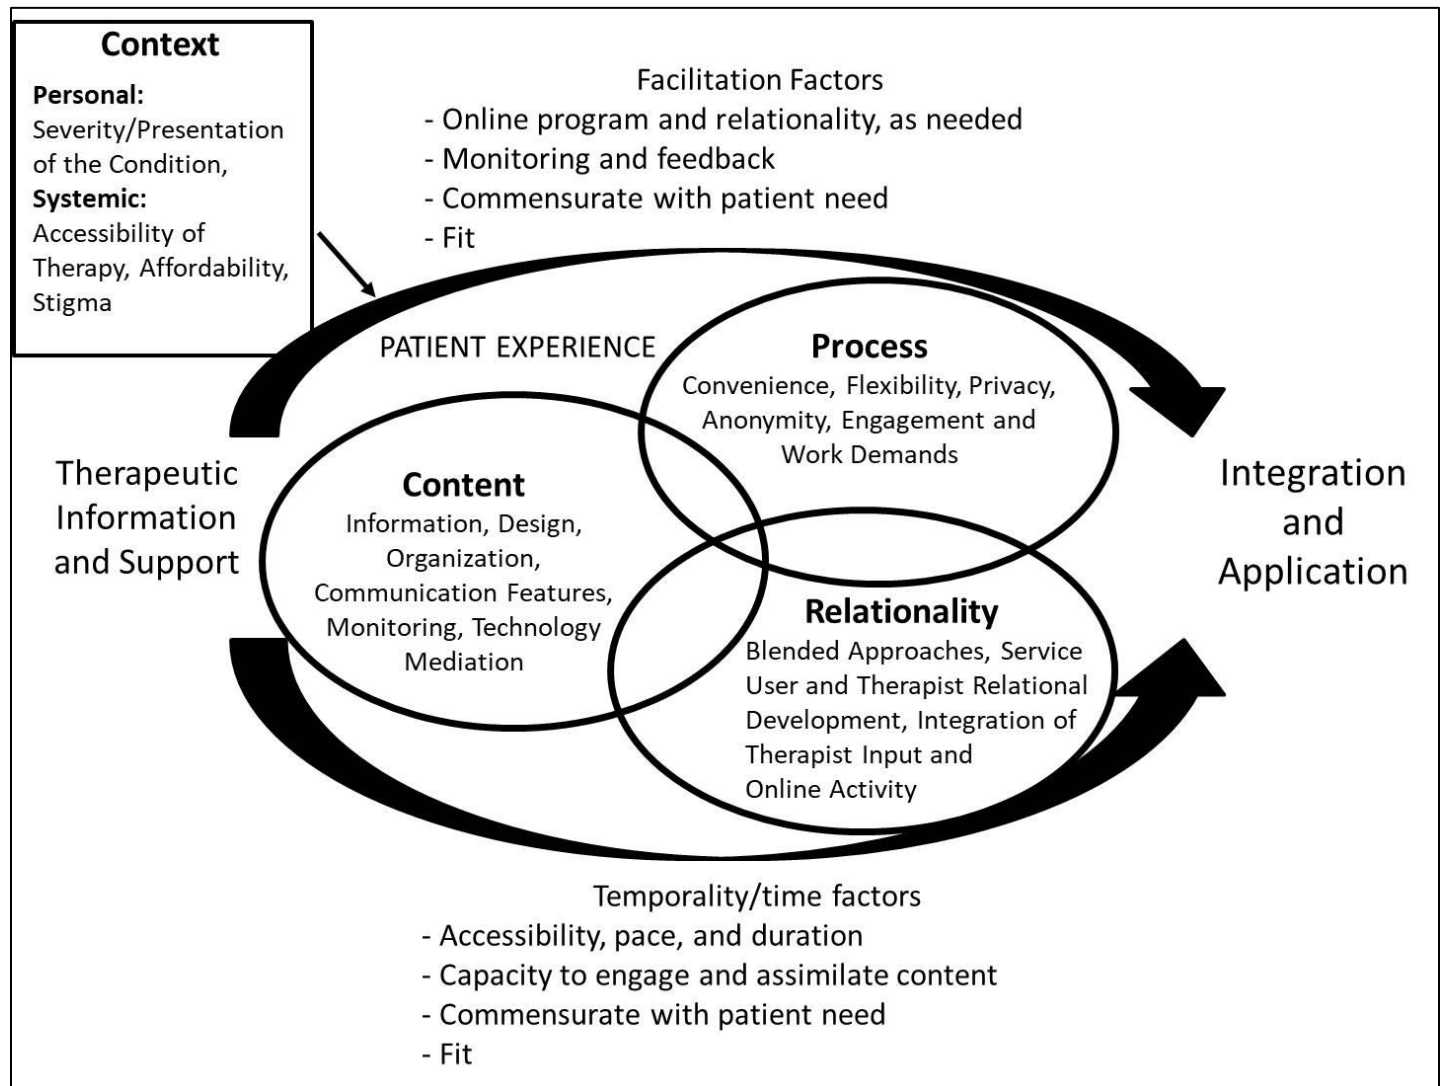 Context
Personal:
Severity/Presentation
of the Condition,
Systemic:
Accessibility of
Therapy, Affordability,
Stigma
Facilitation Factors
- Online program and relationality, as needed
- Monitoring and feedback
- Commensurate with patient need
- Fit
PATIENT EXPERIENCE
Process
Convenience, Flexibility, Privacy,
Anonymity, Engagement and
Work Demands
Therapeutic
Information
and Support
Content
Information, Design,
Organization,
Communication Features,
Monitoring, Technology
Mediation
Relationality
Blended Approaches, Service
User and Therapist Relational
Development, Integration of
Therapist Input and
Online Activity
Integration
and
Application
Temporality/time factors
- Accessibility, pace, and duration
- Capacity to engage and assimilate content
- Commensurate with patient need
- Fit